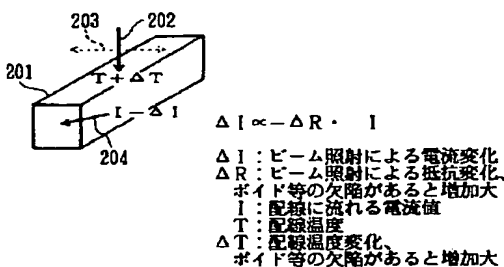 203
202
201
T+ΔT
I-ΔI
204
ΔI∝-ΔR・ I
ΔI:ビーム照射による電流変化
ΔR:ビーム照射による抵抗変化、
ボイド等の欠陥があると増加大
I:配線に流れる電流値
T:配線温度
ΔT:配線温度変化、
ボイド等の欠陥があると増加大